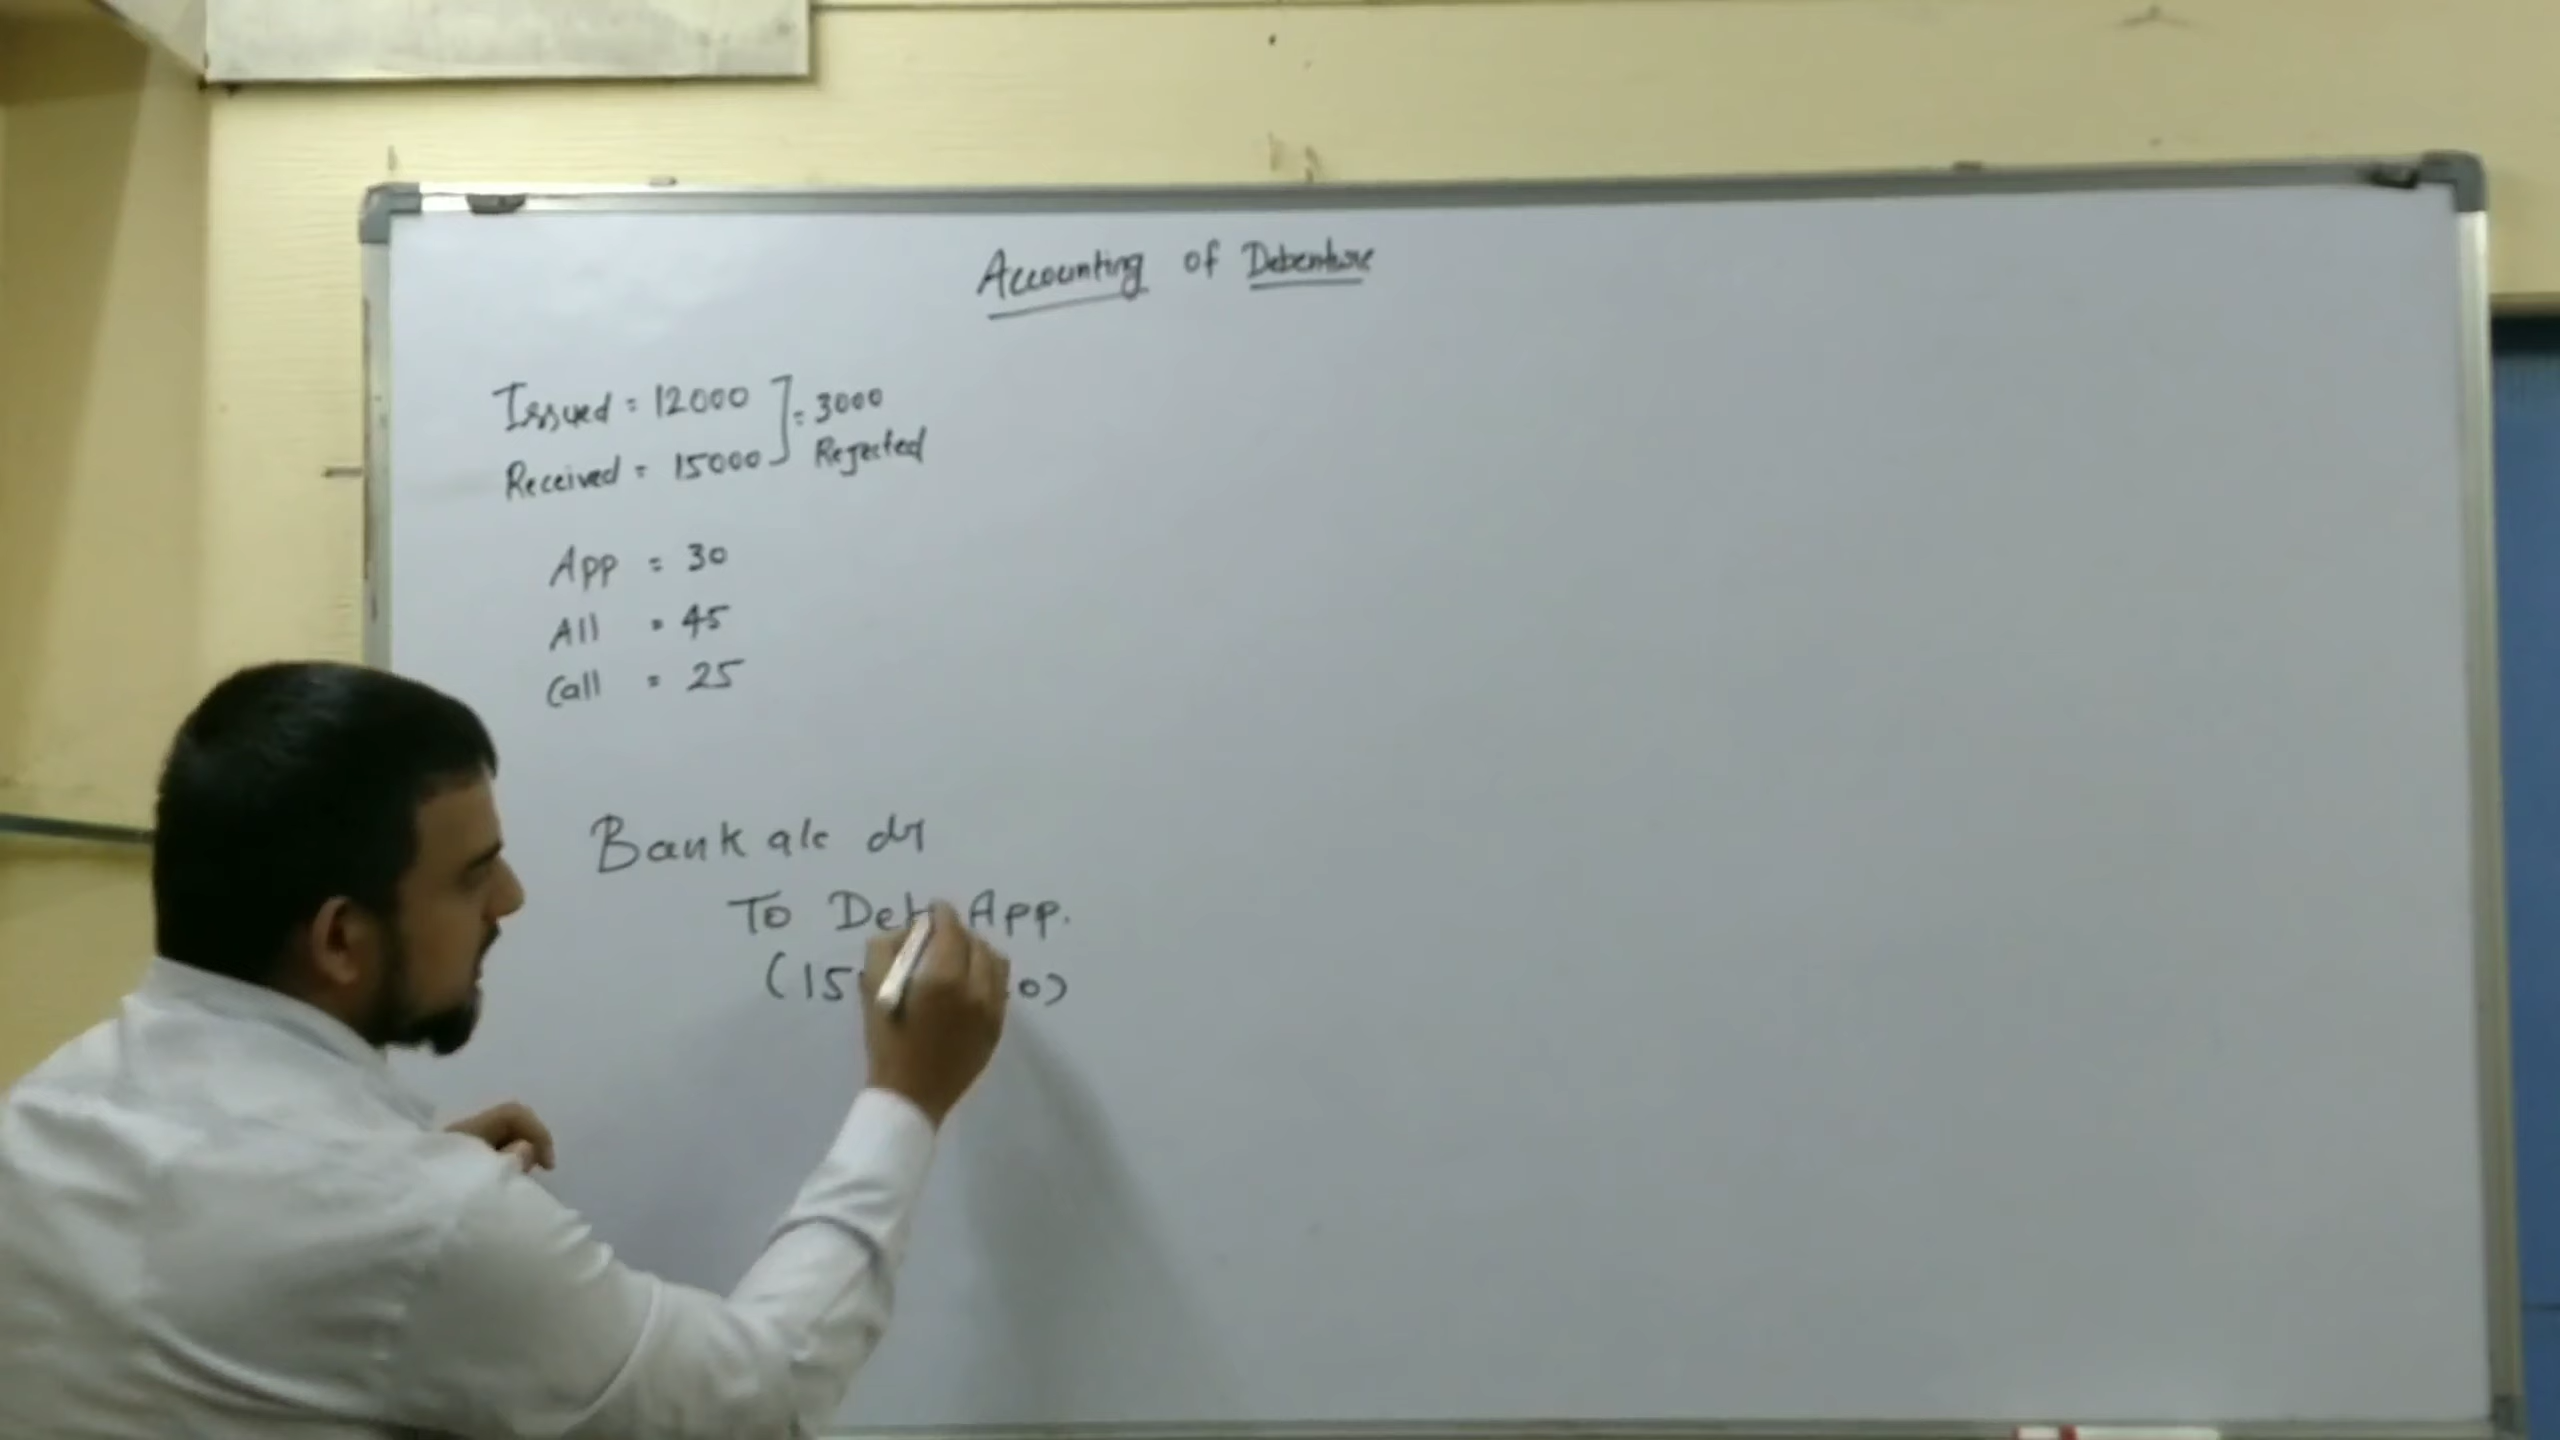 Accounting of Debenture
Issued = 12000
= 3000
Received = 15000
Rejected
App = 30
All = 45
Call = 25
Bank a/c dr
To Deb App.